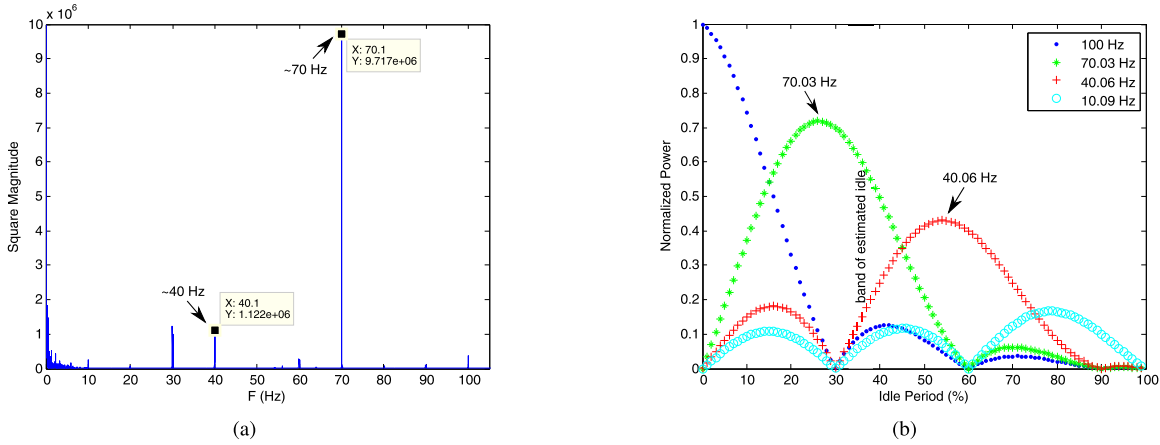 x 10^6
10
9
8
7
6
5
4
3
2
1
0
Square Magnitude
~70 Hz
X: 70.1
Y: 9.717e+06
~40 Hz
X: 40.1
Y: 1.122e+06
0 10 20 30 40 50 60 70 80 90 100
F (Hz)
(a)
1
0.9
0.8
0.7
0.6
0.5
0.4
0.3
0.2
0.1
0
Normalized Power
100 Hz
70.03 Hz
40.06 Hz
10.09 Hz
70.03 Hz
band of estimated idle
40.06 Hz
0 10 20 30 40 50 60 70 80 90 100
Idle Period (%)
(b)